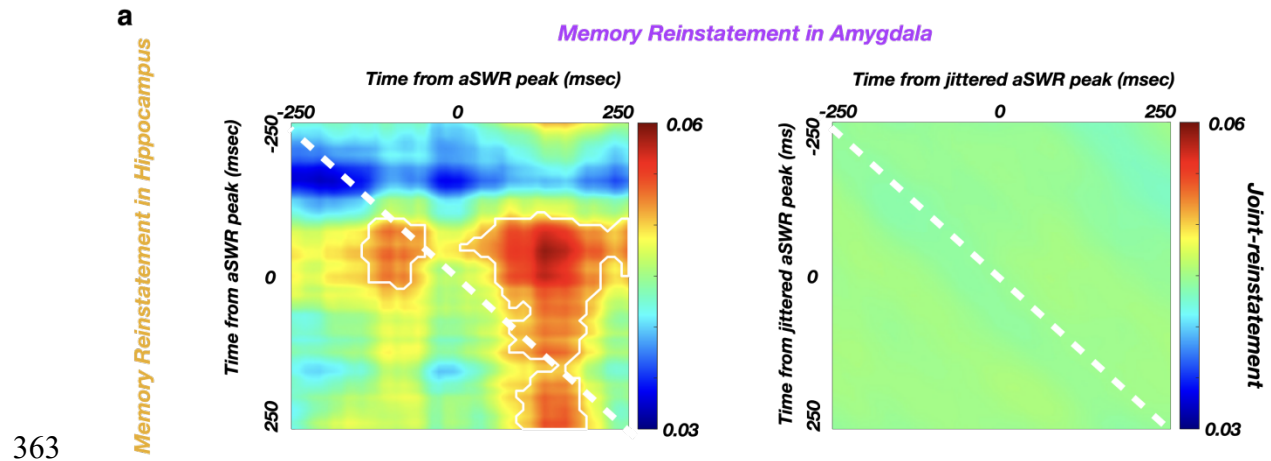 a
Memory Reinstatement in Amygdala
Memory Reinstatement in Hippocampus
Time from aSWR peak (msec)
-250 0 250
Time from aSWR peak (msec)
-250
0
250
0.06
0.03
Time from jittered aSWR peak (msec)
-250 0 250
Time from jittered aSWR peak (ms)
-250
0
250
0.06
0.03
Joint-reinstatement
363